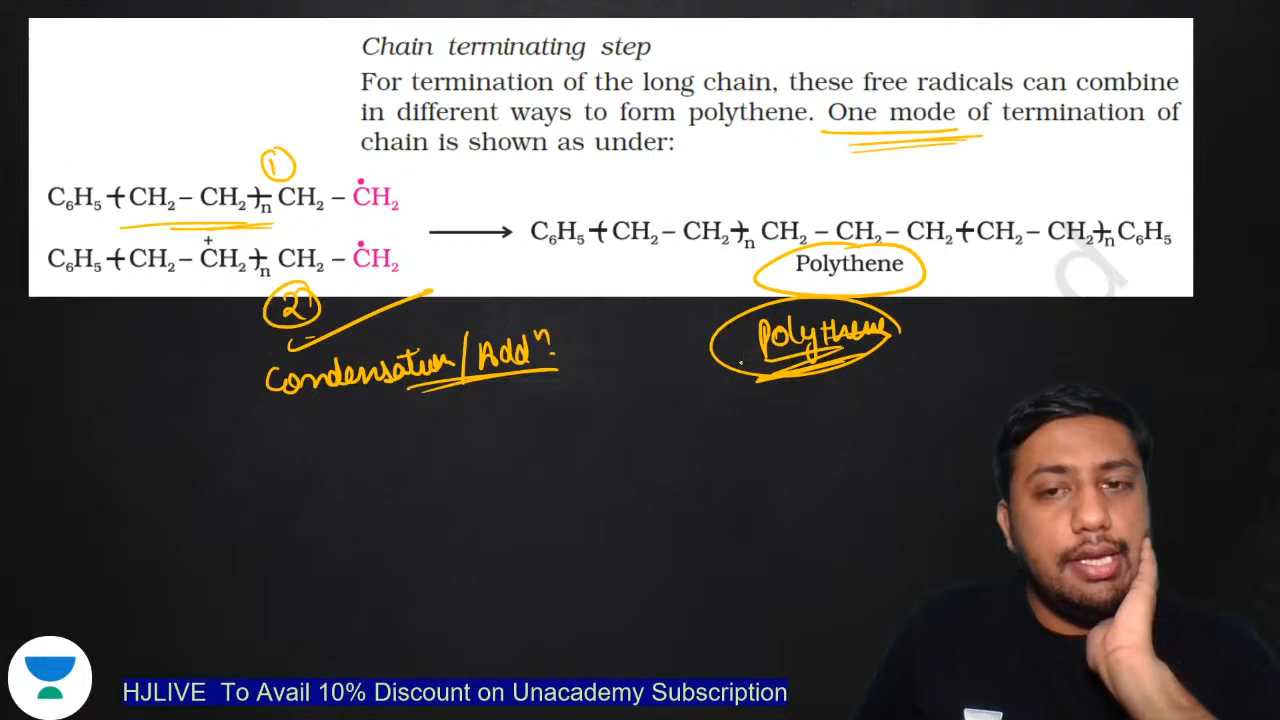 Chain terminating step
For termination of the long chain, these free radicals can combine
in different ways to form polythene. One mode of termination of
chain is shown as under:
1
C₆H₅ ⁠(CH₂ – CH₂)ₙ CH₂ – ĊH₂
+
C₆H₅ (CH₂ – CH₂)ₙ CH₂ – ĊH₂
C₆H₅ (CH₂ – CH₂)ₙ CH₂ – CH₂ – CH₂ (CH₂ – CH₂)ₙ C₆H₅
Polythene
2
Polythene
Condensation / Addⁿ.
HJLIVE To Avail 10% Discount on Unacademy Subscription